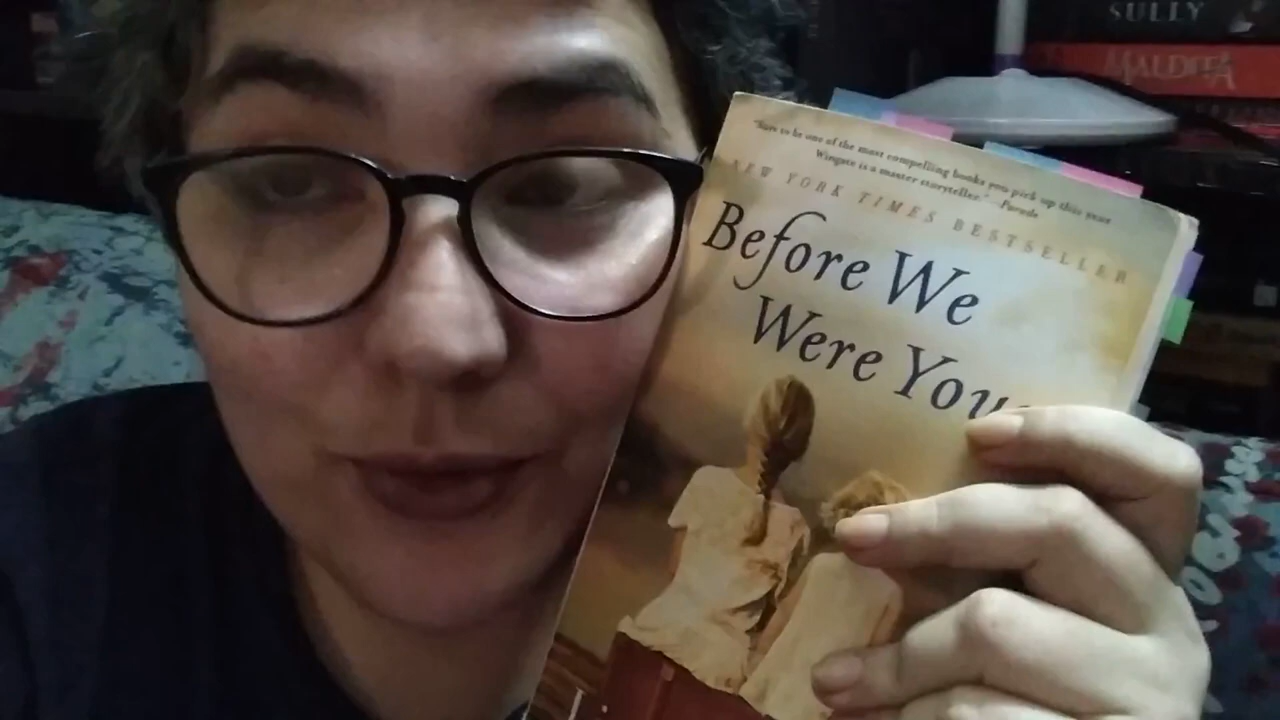 "Sure to be one of the most compelling books you pick up this year
Wingate is a master storyteller." —Parade
NEW YORK TIMES BESTSELLER
Before We
Were You
SULLY
MALDITA